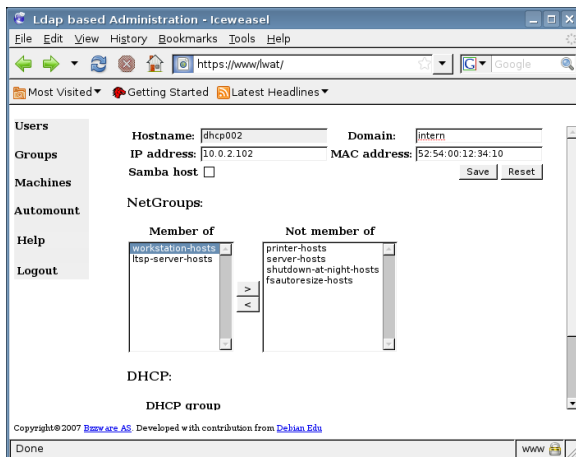 Ldap based Administration - Iceweasel
File Edit View History Bookmarks Tools Help
https://www/lwat/ G Google
Most Visited Getting Started Latest Headlines
Users
Groups
Machines
Automount
Help
Logout
Hostname: dhcp002 Domain: intern
IP address: 10.0.2.102 MAC address: 52:54:00:12:34:10
Samba host Save Reset
NetGroups:
Member of Not member of
workstation-hosts printer-hosts
ltsp-server-hosts server-hosts
shutdown-at-night-hosts
fsautoresize-hosts
>
<
DHCP:
DHCP group
Copyright©2007 Bzzware AS. Developed with contribution from Debian Edu
Done www